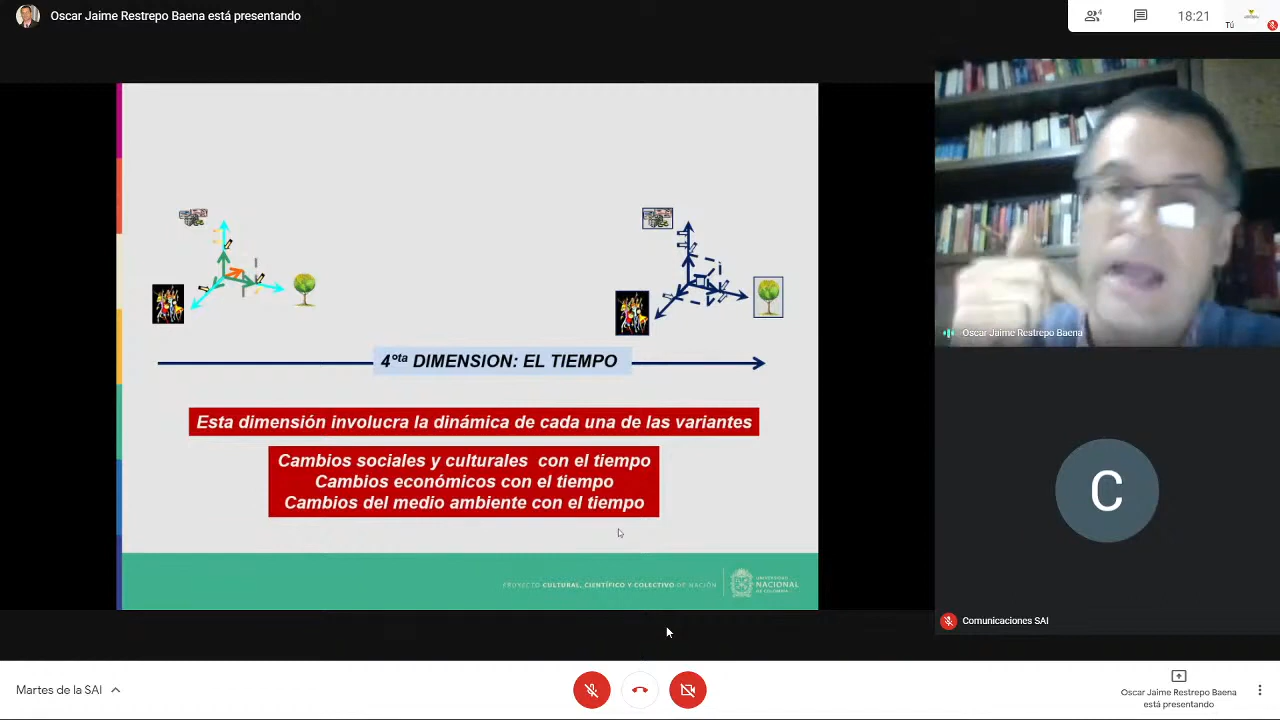 Oscar Jaime Restrepo Baena está presentando
4
18:21
Tú
4°ta DIMENSION: EL TIEMPO
Esta dimensión involucra la dinámica de cada una de las variantes
Cambios sociales y culturales con el tiempo
Cambios económicos con el tiempo
Cambios del medio ambiente con el tiempo
PROYECTO CULTURAL, CIENTÍFICO Y COLECTIVO DE NACIÓN
UNIVERSIDAD
NACIONAL
DE COLOMBIA
Oscar Jaime Restrepo Baena
C
Comunicaciones SAI
Martes de la SAI
Oscar Jaime Restrepo Baena
está presentando